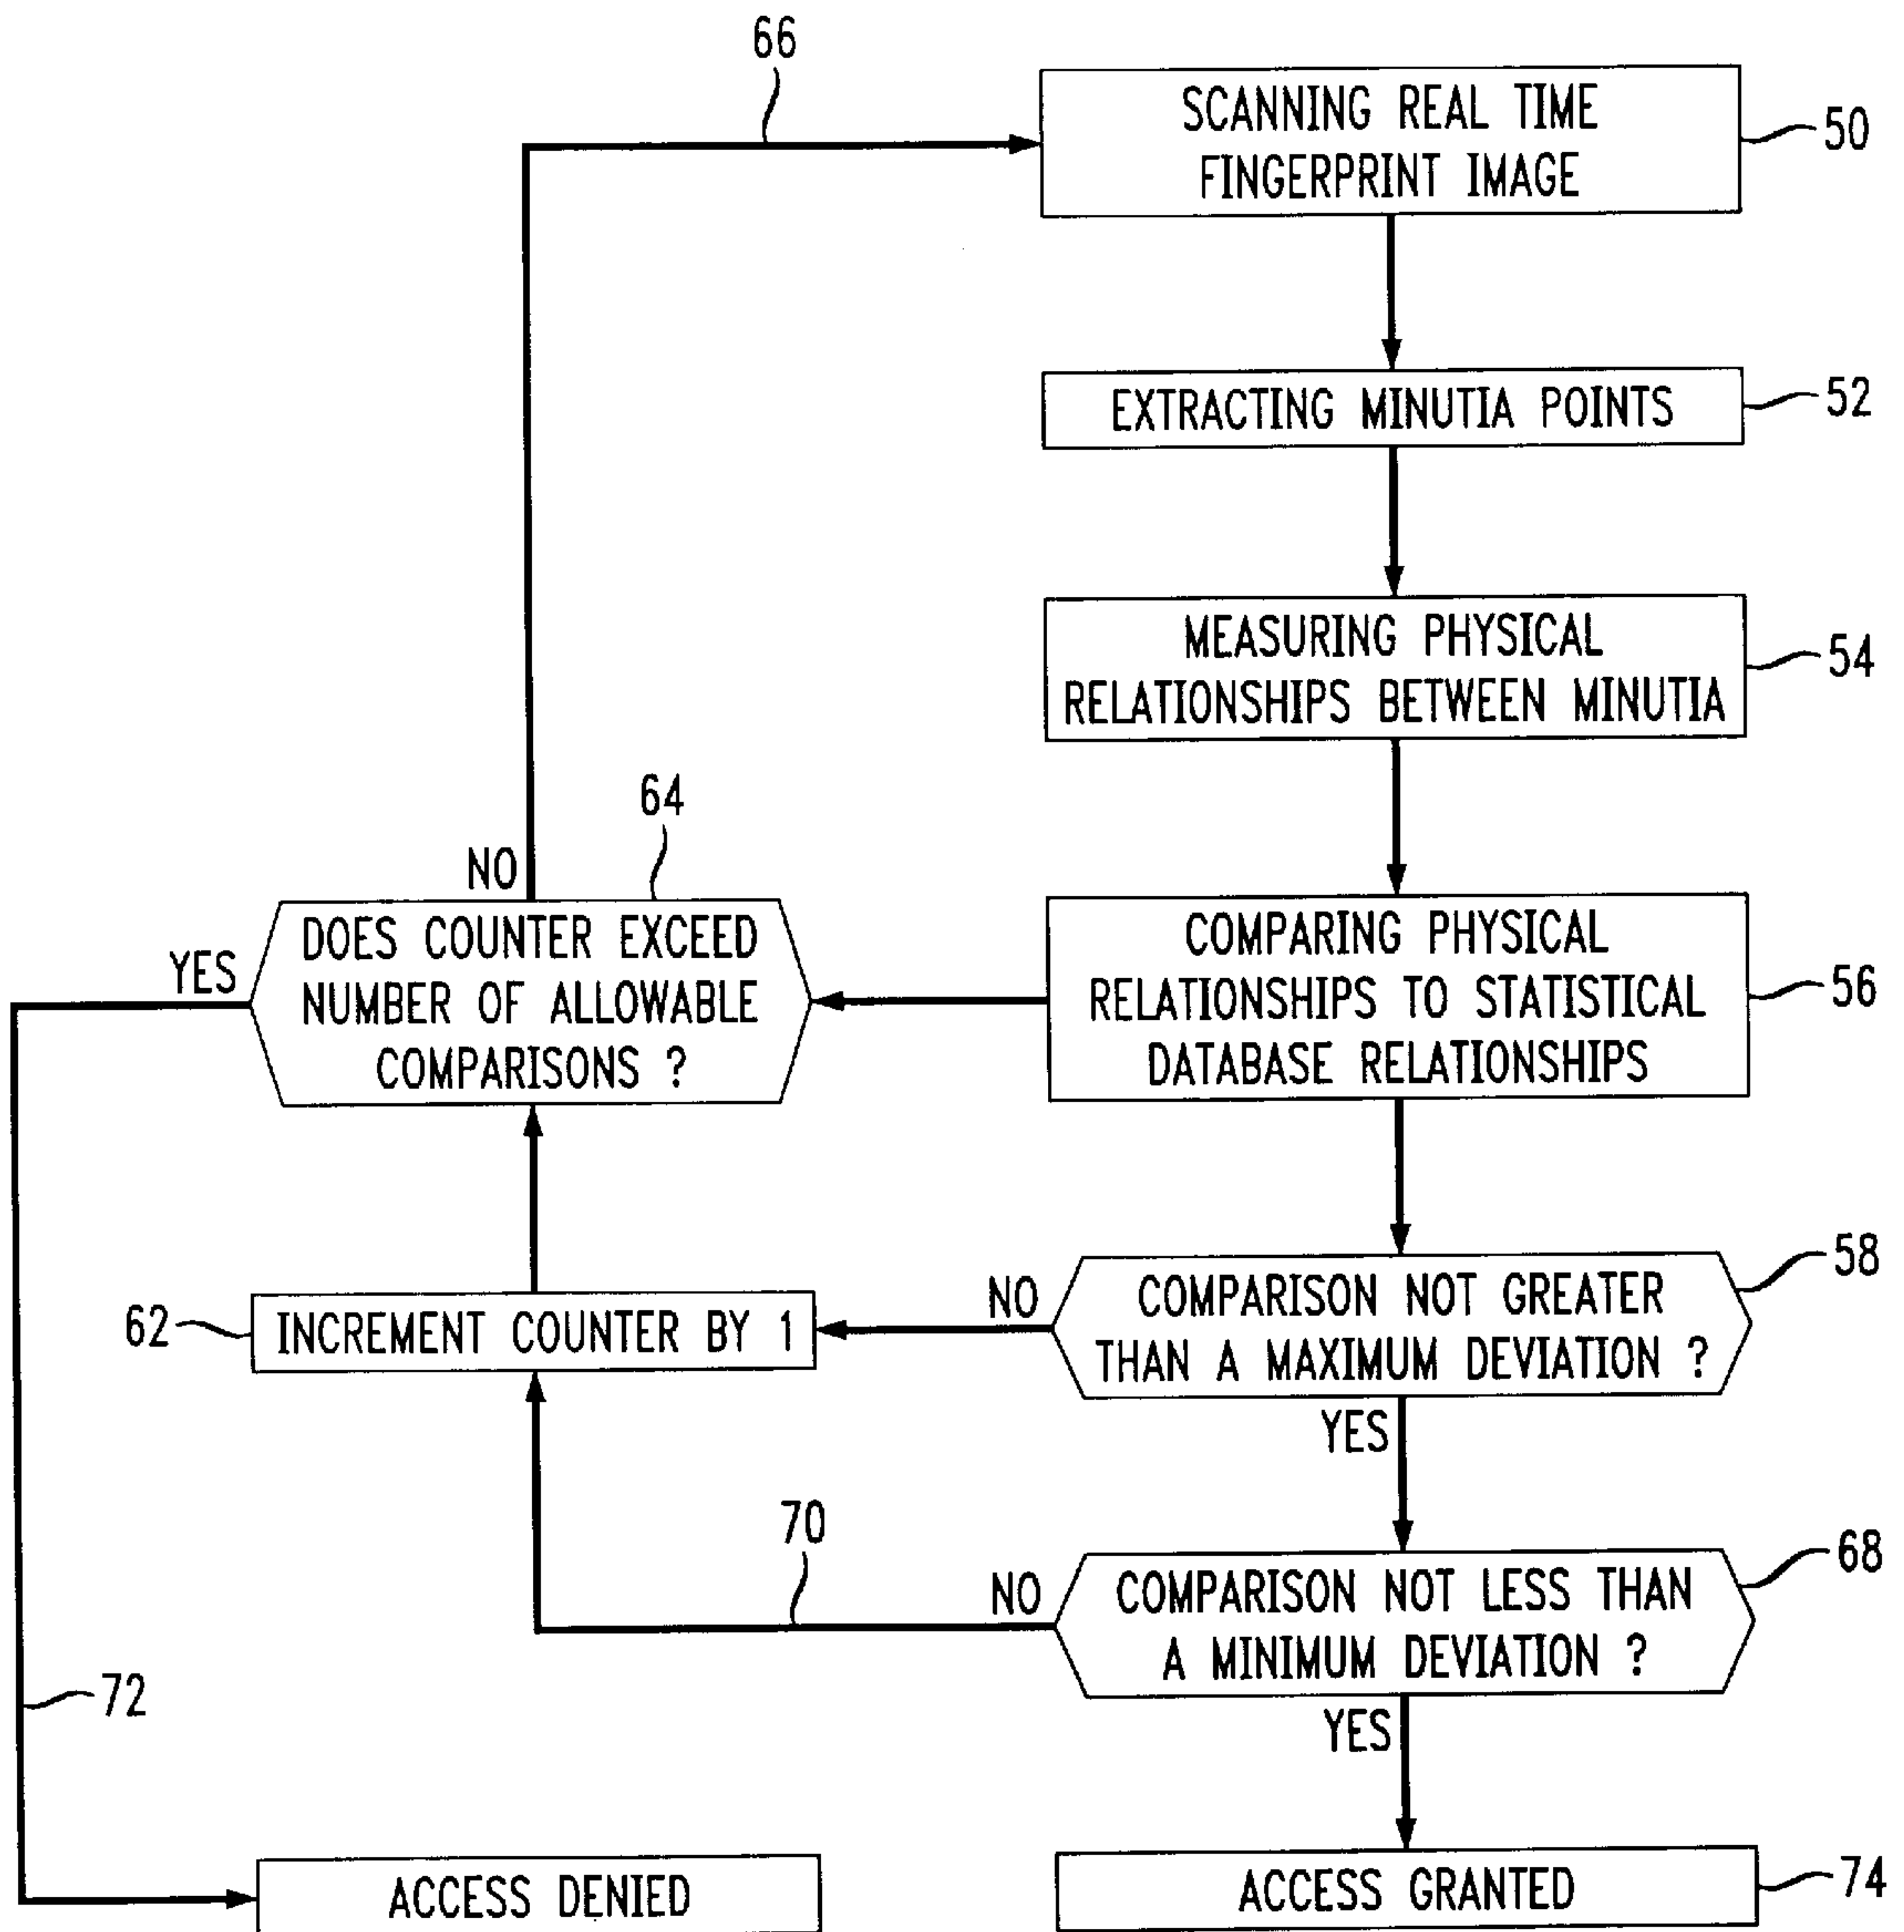 66
SCANNING REAL TIME
FINGERPRINT IMAGE
50
EXTRACTING MINUTIA POINTS
52
MEASURING PHYSICAL
RELATIONSHIPS BETWEEN MINUTIA
54
64
NO
DOES COUNTER EXCEED
NUMBER OF ALLOWABLE
COMPARISONS ?
YES
COMPARING PHYSICAL
RELATIONSHIPS TO STATISTICAL
DATABASE RELATIONSHIPS
56
62
INCREMENT COUNTER BY 1
NO
COMPARISON NOT GREATER
THAN A MAXIMUM DEVIATION ?
58
YES
70
NO
COMPARISON NOT LESS THAN
A MINIMUM DEVIATION ?
68
YES
72
ACCESS DENIED
ACCESS GRANTED
74